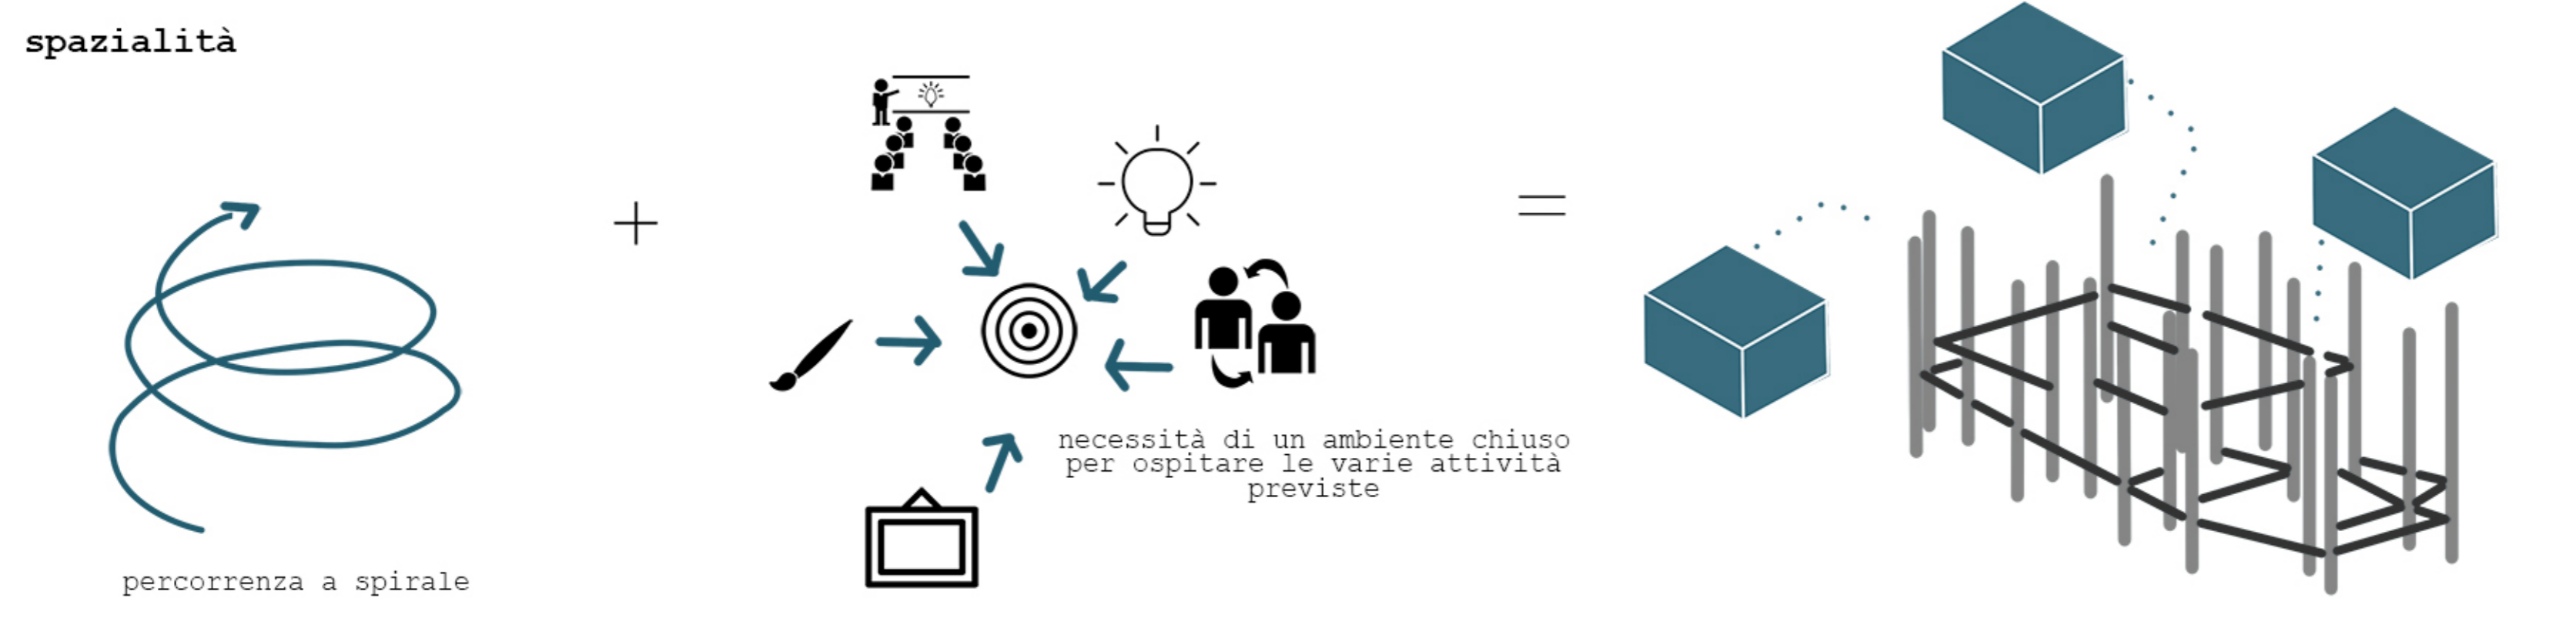 spazialità
+
=
necessità di un ambiente chiuso
per ospitare le varie attività
previste
percorrenza a spirale